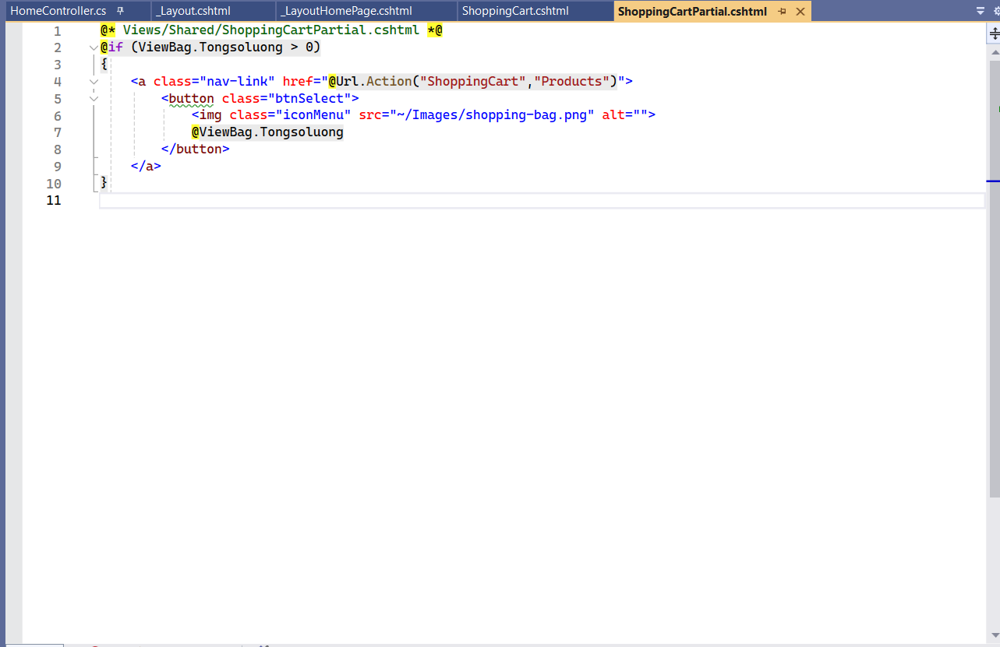 HomeController.cs _Layout.cshtml _LayoutHomePage.cshtml ShoppingCart.cshtml ShoppingCartPartial.cshtml
1 @* Views/Shared/ShoppingCartPartial.cshtml *@
2 @if (ViewBag.Tongsoluong > 0)
3 {
4 <a class="nav-link" href="@Url.Action("ShoppingCart","Products")">
5 <button class="btnSelect">
6 <img class="iconMenu" src="~/Images/shopping-bag.png" alt="">
7 @ViewBag.Tongsoluong
8 </button>
9 </a>
10 }
11